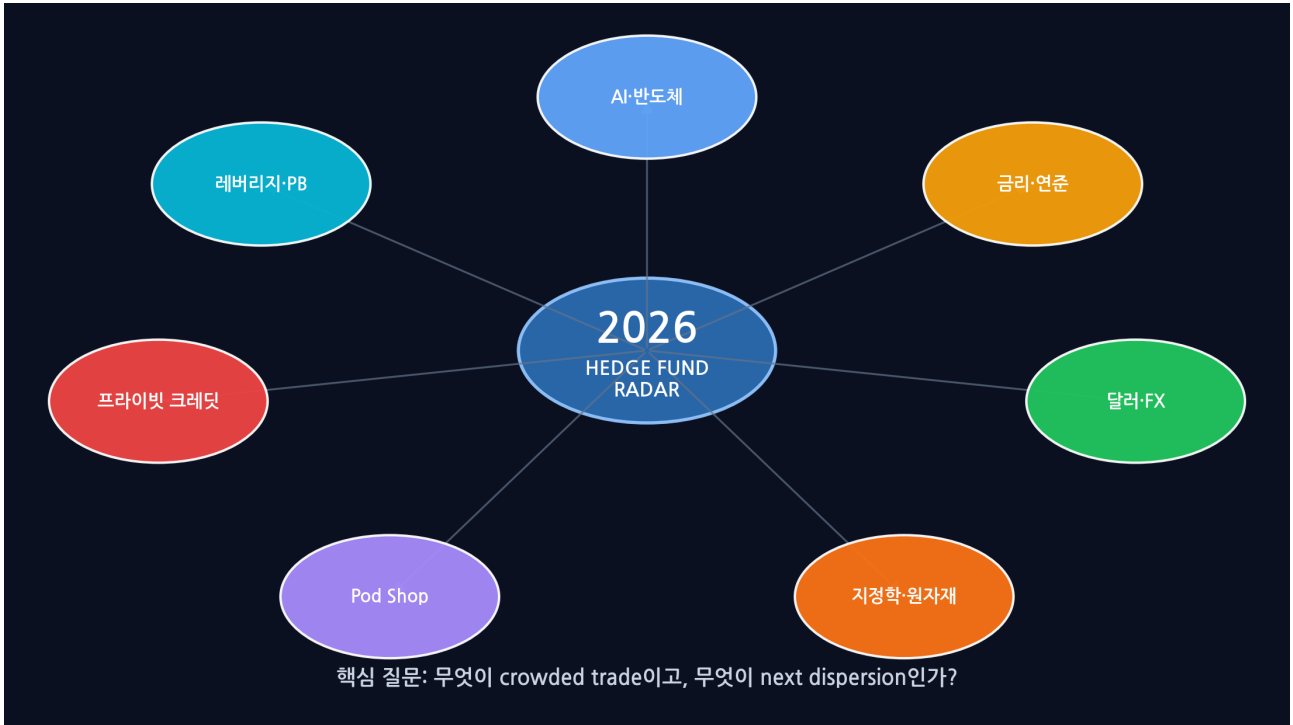 AI·반도체
레버리지·PB
금리·연준
2026
HEDGE FUND
RADAR
프라이빗 크레딧
달러·FX
Pod Shop
지정학·원자재
핵심 질문: 무엇이 crowded trade이고, 무엇이 next dispersion인가?